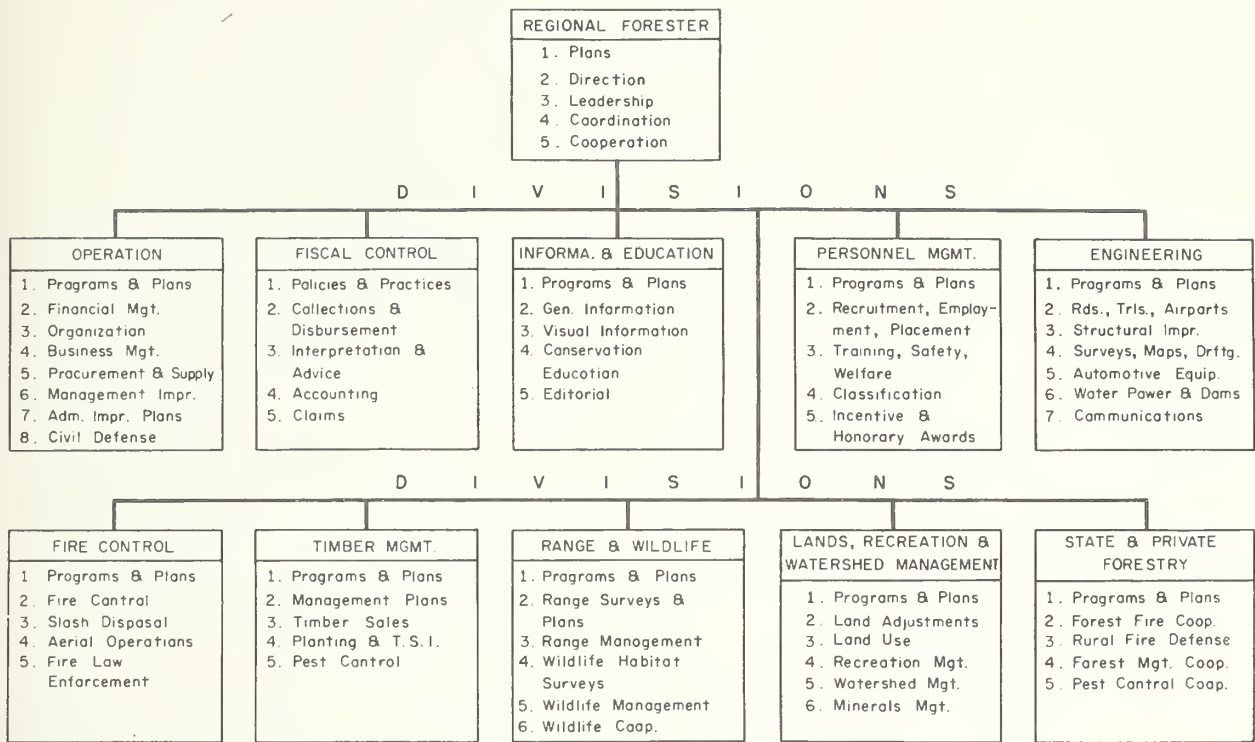 REGIONAL FORESTER
1. Plans
2. Direction
3. Leadership
4. Coordination
5. Cooperation
D I V I S I O N S
OPERATION
1. Programs & Plans
2. Financial Mgt.
3. Organization
4. Business Mgt.
5. Procurement & Supply
6. Management Impr.
7. Adm. Impr. Plans
8. Civil Defense
FISCAL CONTROL
1. Policies & Practices
2. Collections &
Disbursement
3. Interpretation &
Advice
4. Accounting
5. Claims
INFORMA. & EDUCATION
1. Programs & Plans
2. Gen. Information
3. Visual Information
4. Conservation
Education
5. Editorial
PERSONNEL MGMT.
1. Programs & Plans
2. Recruitment, Employ-
ment, Placement
3. Training, Safety,
Welfare
4. Classification
5. Incentive &
Honorary Awards
ENGINEERING
1. Programs & Plans
2. Rds., Trls., Airports
3. Structural Impr.
4. Surveys, Maps, Drftg.
5. Automotive Equip.
6. Water Power & Dams
7. Communications
D I V I S I O N S
FIRE CONTROL
1 Programs & Plans
2. Fire Control
3. Slash Disposal
4. Aerial Operations
5. Fire Law
Enforcement
TIMBER MGMT.
1. Programs & Plans
2. Management Plans
3. Timber Sales
4. Planting & T.S.I.
5. Pest Control
RANGE & WILDLIFE
1. Programs & Plans
2. Range Surveys &
Plans
3. Range Management
4. Wildlife Habitat
Surveys
5. Wildlife Management
6. Wildlife Coop.
LANDS, RECREATION &
WATERSHED MANAGEMENT
1. Programs & Plans
2. Land Adjustments
3. Land Use
4. Recreation Mgt.
5. Watershed Mgt.
6. Minerals Mgt.
STATE & PRIVATE
FORESTRY
1. Programs & Plans
2. Forest Fire Coop.
3. Rural Fire Defense
4. Forest Mgt. Coop.
5. Pest Control Coop.